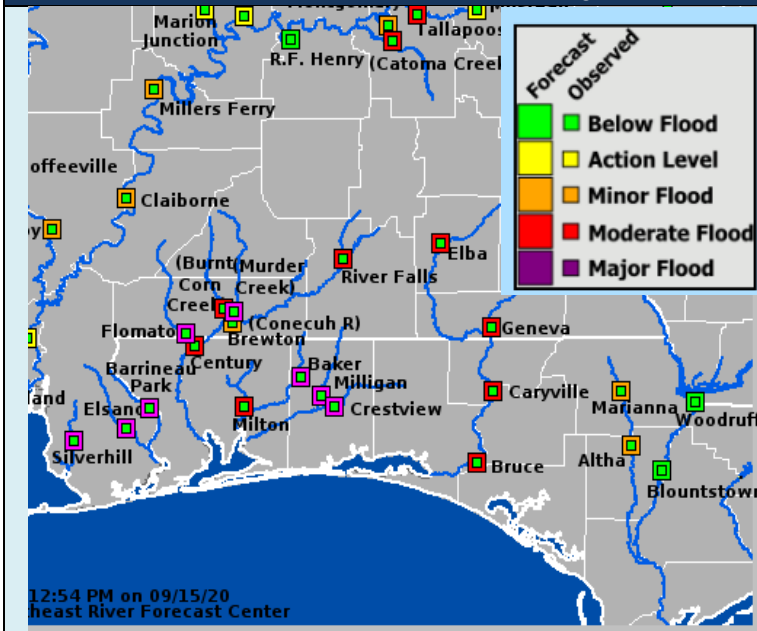 Marion
Junction
R.F. Henry
Tallapoos
(Catoma Creel
Millers Ferry
offeeville
Claiborne
Forecast
Observed
Below Flood
Action Level
Minor Flood
Moderate Flood
Major Flood
Elba
River Falls
(Burnt
Corn
Creek)
(Murder
Creek)
(Conecuh R)
Brewton
Flomaton
Century
Geneva
Barrineau
Park
Baker
Milligan
Crestview
Caryville
Marianna
Woodruff
Milton
Silverhill
Bruce
Altha
Blountstown
12:54 PM on 09/15/20
heast River Forecast Center